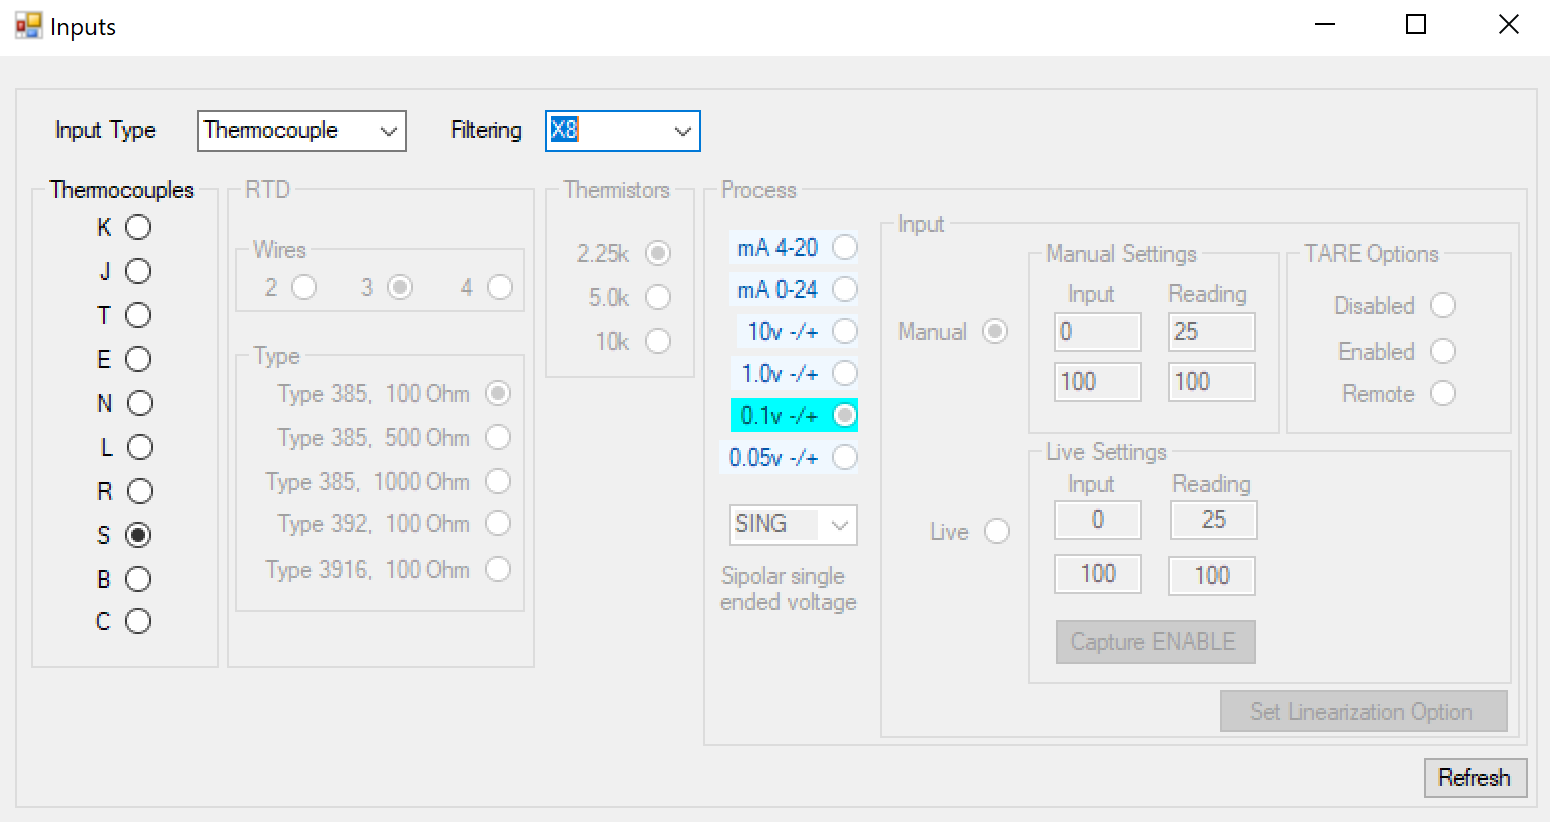 Inputs
Input Type Thermocouple Filtering X8
Thermocouples
K
J
T
E
N
L
R
S
B
C
RTD
Wires
2 3 4
Type
Type 385, 100 Ohm
Type 385, 500 Ohm
Type 385, 1000 Ohm
Type 392, 100 Ohm
Type 3916, 100 Ohm
Thermistors
2.25k
5.0k
10k
Process
mA 4-20
mA 0-24
10v -/+
1.0v -/+
0.1v -/+
0.05v -/+
SING
Sipolar single
ended voltage
Input
Manual
Manual Settings
Input Reading
0 25
100 100
TARE Options
Disabled
Enabled
Remote
Live
Live Settings
Input Reading
0 25
100 100
Capture ENABLE
Set Linearization Option
Refresh